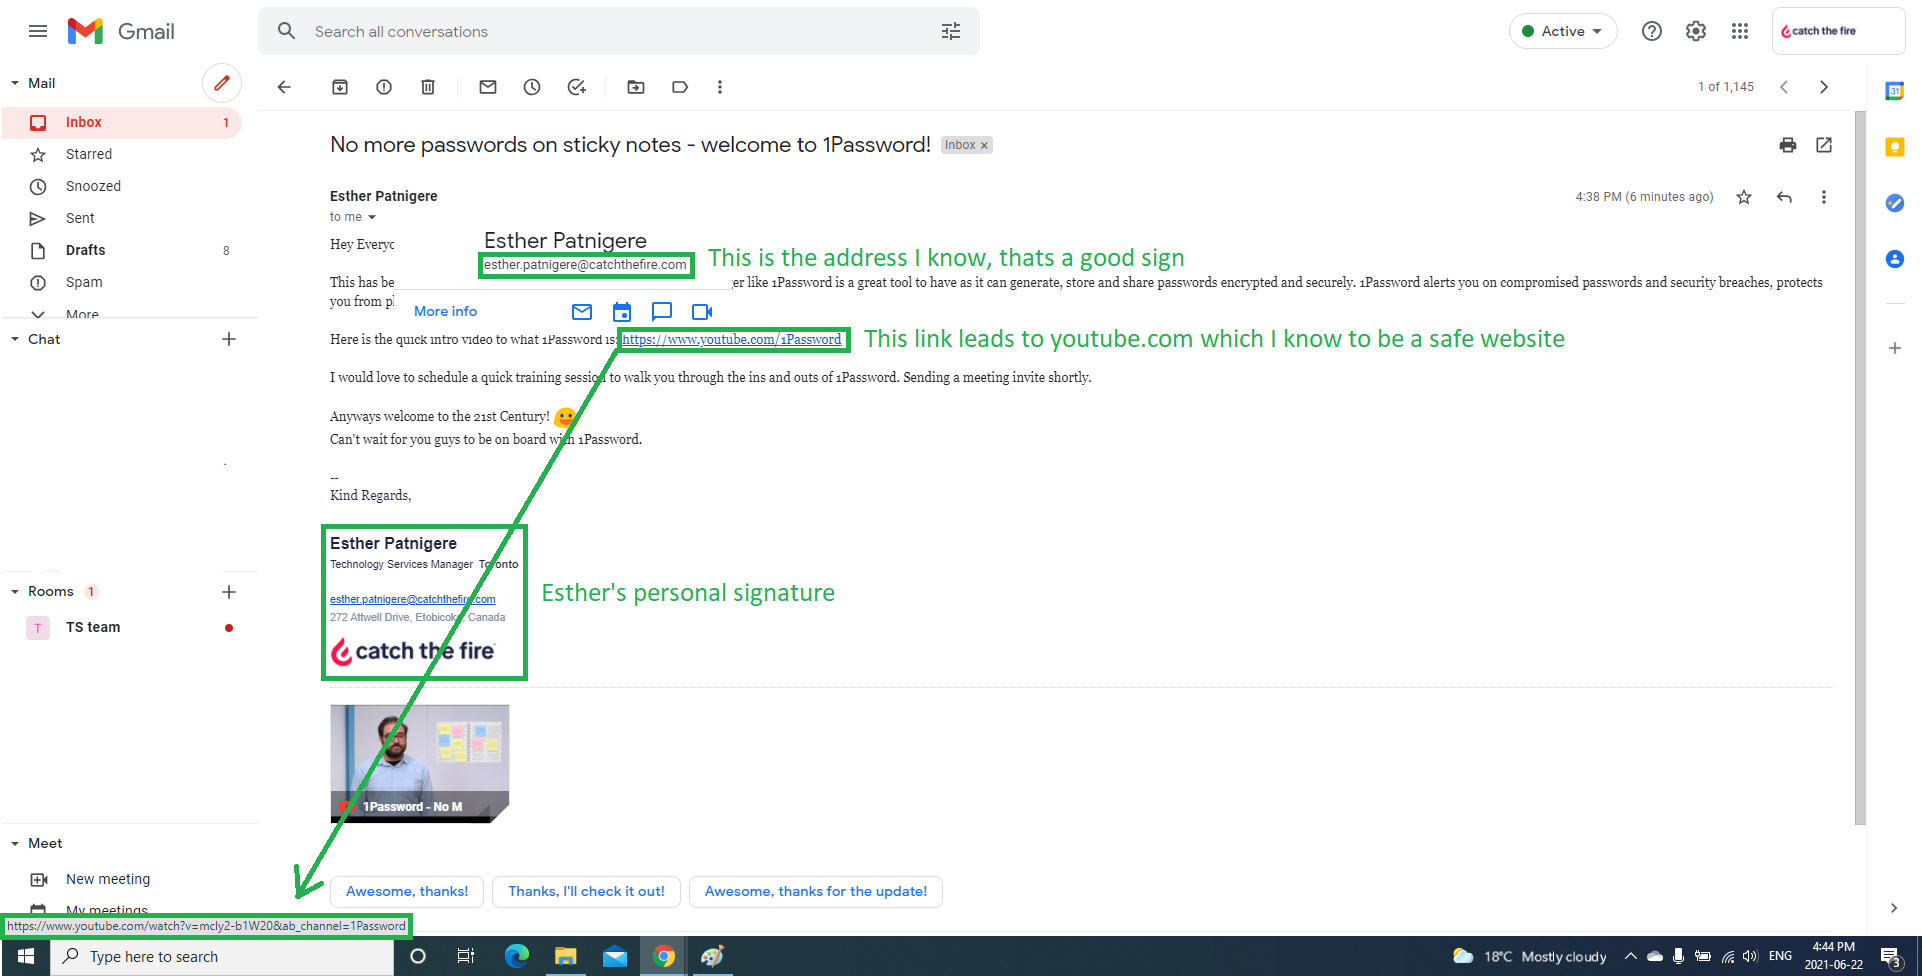 Gmail
Search all conversations
Active
catch the fire
Mail
Inbox 1
Starred
Snoozed
Sent
Drafts 8
Spam
More
Chat
Rooms 1
T TS team
Meet
New meeting
My meetings
1 of 1,145
31
No more passwords on sticky notes - welcome to 1Password! Inbox ×
Esther Patnigere
4:38 PM (6 minutes ago)
to me
Hey Everyo
Esther Patnigere
esther.patnigere@catchthefire.com
This is the address I know, thats a good sign
This has be er like 1Password is a great tool to have as it can generate, store and share passwords encrypted and securely. 1Password alerts you on compromised passwords and security breaches, protects
you from pl
More info
Here is the quick intro video to what 1Password is: https://www.youtube.com/1Password
This link leads to youtube.com which I know to be a safe website
I would love to schedule a quick training session to walk you through the ins and outs of 1Password. Sending a meeting invite shortly.
Anyways welcome to the 21st Century!
Can't wait for you guys to be on board with 1Password.
--
Kind Regards,
Esther Patnigere
Technology Services Manager Toronto
esther.patnigere@catchthefire.com
272 Attwell Drive, Etobicoke, Canada
catch the fire
Esther's personal signature
1Password - No M
Awesome, thanks!
Thanks, I'll check it out!
Awesome, thanks for the update!
https://www.youtube.com/watch?v=mcly2-b1W20&ab_channel=1Password
Type here to search
18°C Mostly cloudy
ENG
4:44 PM
2021-06-22
3